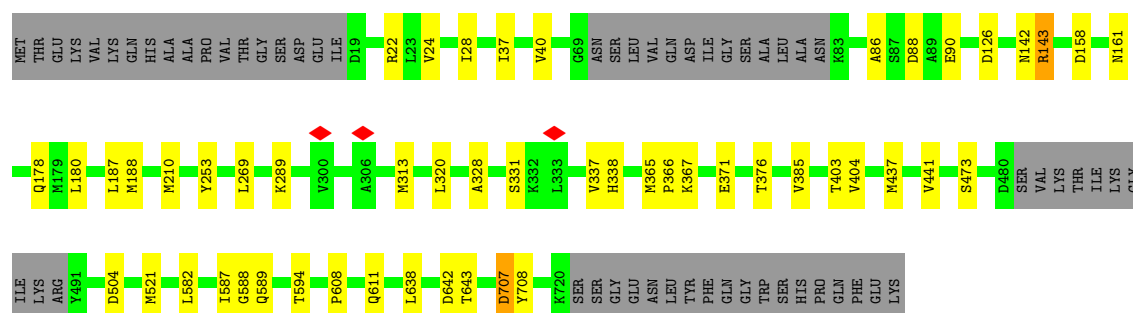 MET THR GLU LYS VAL LYS GLN HIS ALA ALA PRO VAL THR GLY SER ASP GLU ILE D19 R22 L23 V24 I28 I37 V40 G69 ASN SER LEU VAL GLN ASP ILE GLY SER ALA LEU ALA ASN K83 A86 S87 D88 A89 E90 D126 N142 R143 D158 N161
Q178 M179 L180 L187 M188 M210 Y253 L269 K289 V300 A306 M313 L320 A328 S331 K332 L333 V337 H338 M365 P366 K367 E371 T376 V385 T403 V404 M437 V441 S473 D480 SER VAL LYS THR ILE LYS GLY
ILE LYS ARG Y491 D504 M521 L582 I587 G588 Q589 T594 P608 Q611 L638 D642 T643 D707 Y708 K720 SER SER GLY GLU ASN LEU TYR PHE GLN GLY TRP SER HIS PRO GLN PHE GLU LYS